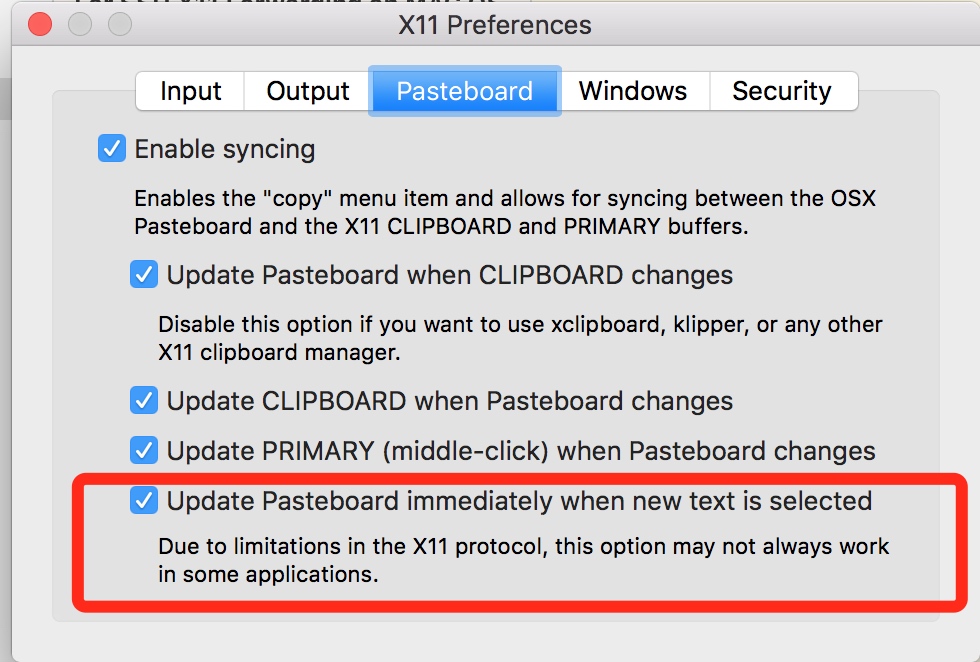 X11 Preferences
Input Output Pasteboard Windows Security
Enable syncing
Enables the "copy" menu item and allows for syncing between the OSX
Pasteboard and the X11 CLIPBOARD and PRIMARY buffers.
Update Pasteboard when CLIPBOARD changes
Disable this option if you want to use xclipboard, klipper, or any other
X11 clipboard manager.
Update CLIPBOARD when Pasteboard changes
Update PRIMARY (middle-click) when Pasteboard changes
Update Pasteboard immediately when new text is selected
Due to limitations in the X11 protocol, this option may not always work
in some applications.